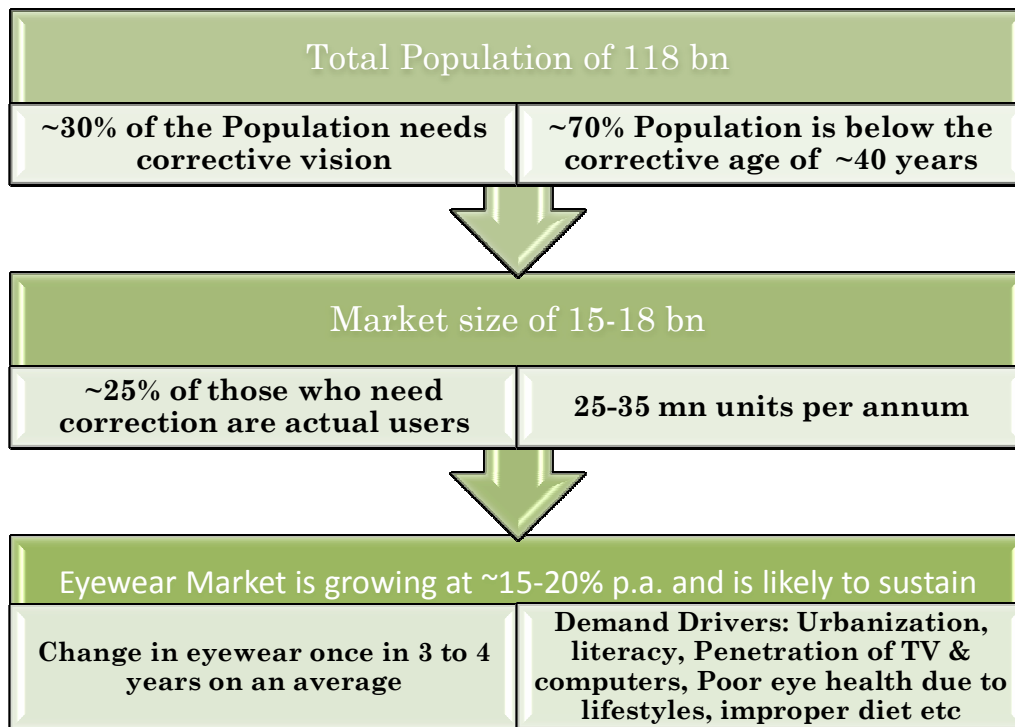 Total Population of 118 bn
~30% of the Population needs
corrective vision
~70% Population is below the
corrective age of ~40 years
Market size of 15-18 bn
~25% of those who need
correction are actual users
25-35 mn units per annum
Eyewear Market is growing at ~15-20% p.a. and is likely to sustain
Change in eyewear once in 3 to 4
years on an average
Demand Drivers: Urbanization,
literacy, Penetration of TV &
computers, Poor eye health due to
lifestyles, improper diet etc